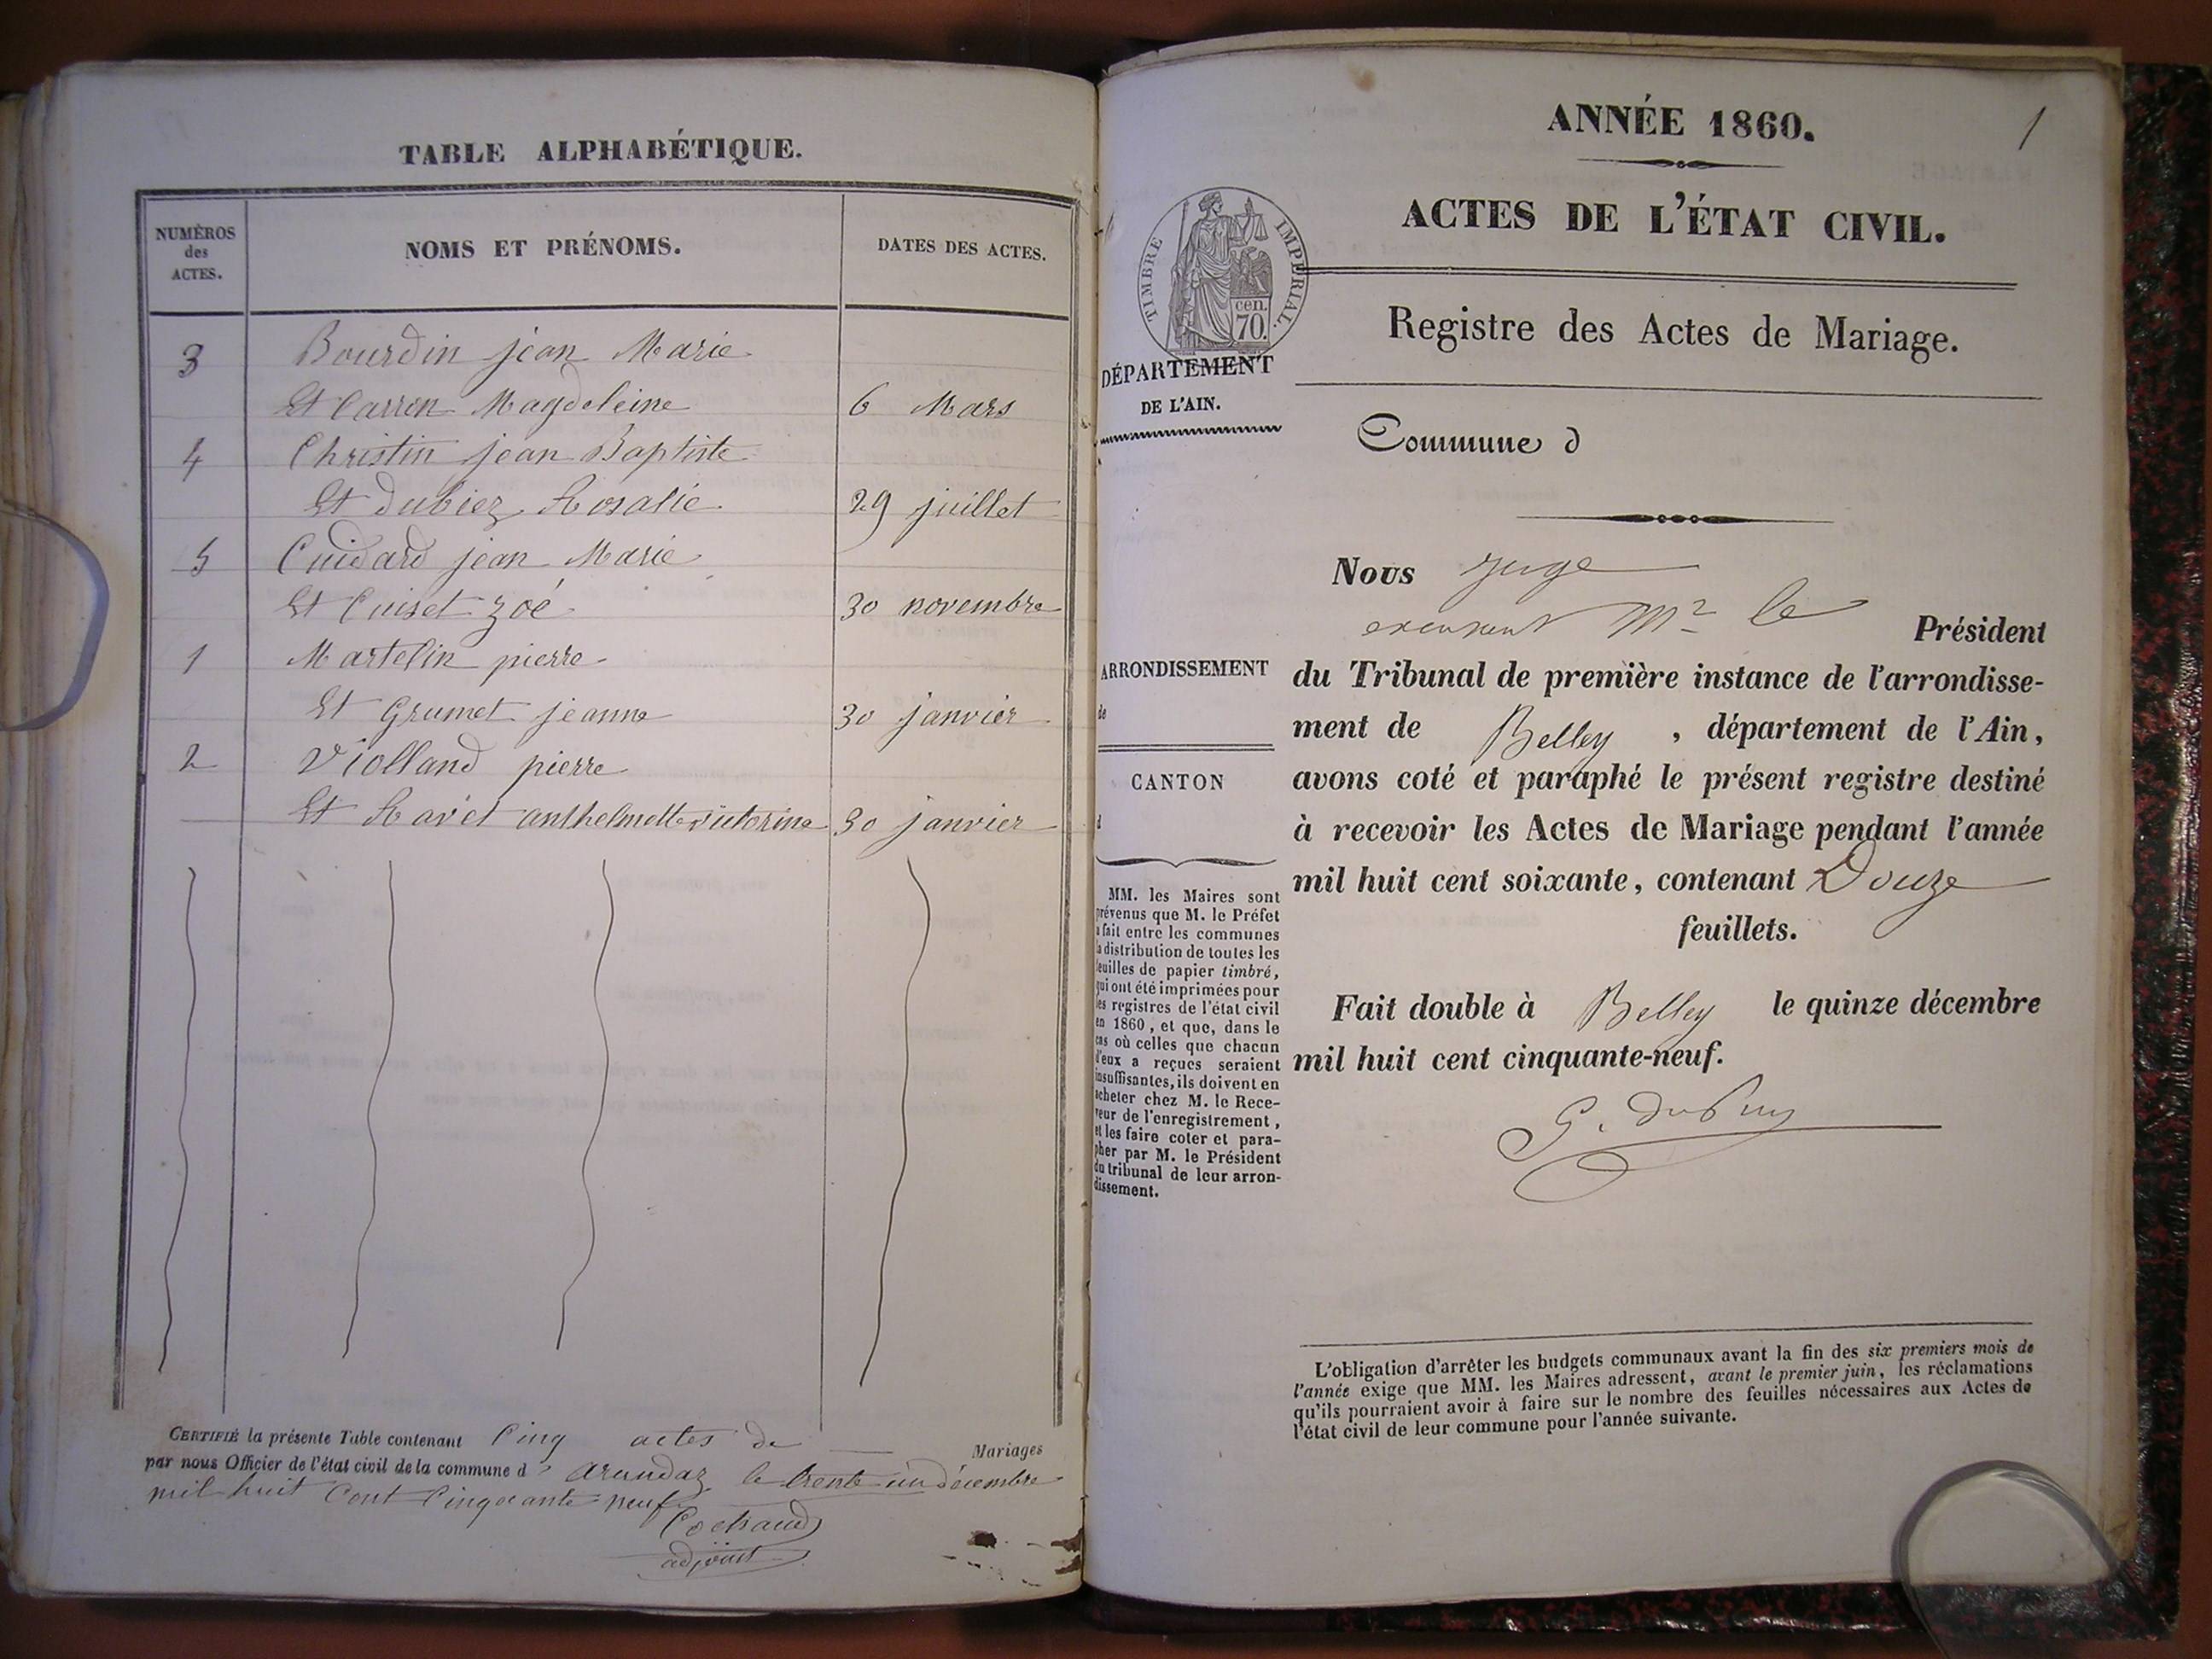 TABLE ALPHABÉTIQUE.
NUMÉROS des ACTES.
NOMS ET PRÉNOMS.
DATES DES ACTES.
3 Bourdin jean Marie
Et Carren Magdeleine 6 Mars
4 Christin jean Baptiste
Et dubiez Rosalie 29 juillet
5 Cuidard jean Marie
Et Cuiset zoé 30 novembre
1 Martelin pierre
Et Grumet jeanne 30 janvier
2 Violland pierre
Et Ravet anthelmette victorine 30 janvier
CERTIFIÉ la présente Table contenant Cinq actes de Mariages
par nous Officier de l'état civil de la commune d' arandaz le trente un décembre
mil huit Cent Cinquante neuf
adjoint
ANNÉE 1860.
1
ACTES DE L'ÉTAT CIVIL.
TIMBRE IMPÉRIAL.
cen.
70.
Registre des Actes de Mariage.
DÉPARTEMENT
DE L'AIN.
Commune d
Nous juge
excusant Mr le Président
ARRONDISSEMENT
de
CANTON
d
du Tribunal de première instance de l'arrondisse-
ment de Belley , département de l'Ain,
avons coté et paraphé le présent registre destiné
à recevoir les Actes de Mariage pendant l'année
mil huit cent soixante, contenant Douze
feuillets.
Fait double à Belley le quinze décembre
mil huit cent cinquante-neuf.
G. duPuy
MM. les Maires sont
prévenus que M. le Préfet
a fait entre les communes
la distribution de toutes les
feuilles de papier timbré,
qui ont été imprimées pour
les registres de l'état civil
en 1860, et que, dans le
cas où celles que chacun
d'eux a reçues seraient
insuffisantes, ils doivent en
acheter chez M. le Rece-
veur de l'enregistrement,
et les faire coter et para-
pher par M. le Président
du tribunal de leur arron-
dissement.
L'obligation d'arrêter les budgets communaux avant la fin des six premiers mois de
l'année exige que MM. les Maires adressent, avant le premier juin, les réclamations
qu'ils pourraient avoir à faire sur le nombre des feuilles nécessaires aux Actes de
l'état civil de leur commune pour l'année suivante.